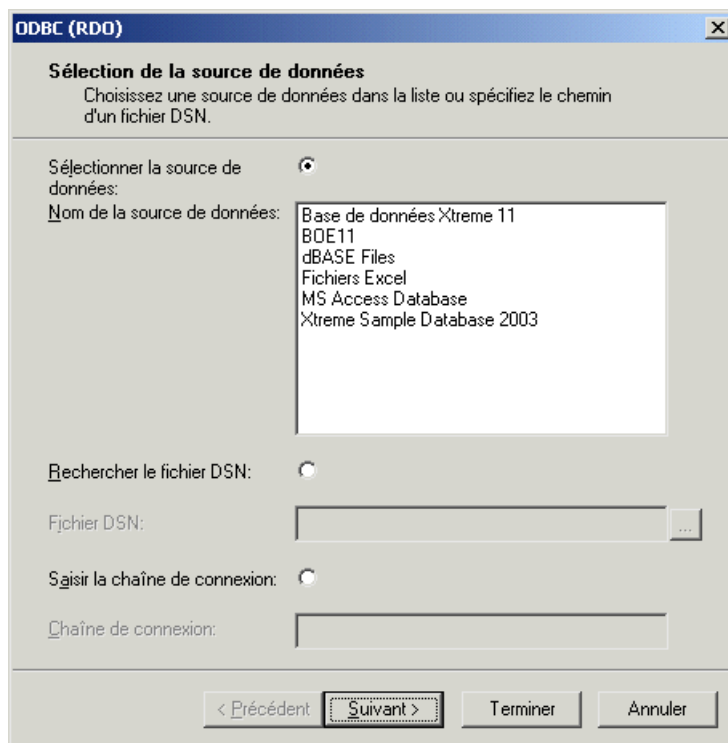 ODBC (RDO)
Sélection de la source de données
Choisissez une source de données dans la liste ou spécifiez le chemin
d'un fichier DSN.
Sélectionner la source de
données:
Nom de la source de données:
Base de données Xtreme 11
BOE11
dBASE Files
Fichiers Excel
MS Access Database
Xtreme Sample Database 2003
Rechercher le fichier DSN:
Fichier DSN:
...
Saisir la chaîne de connexion:
Chaîne de connexion:
< Précédent Suivant > Terminer Annuler